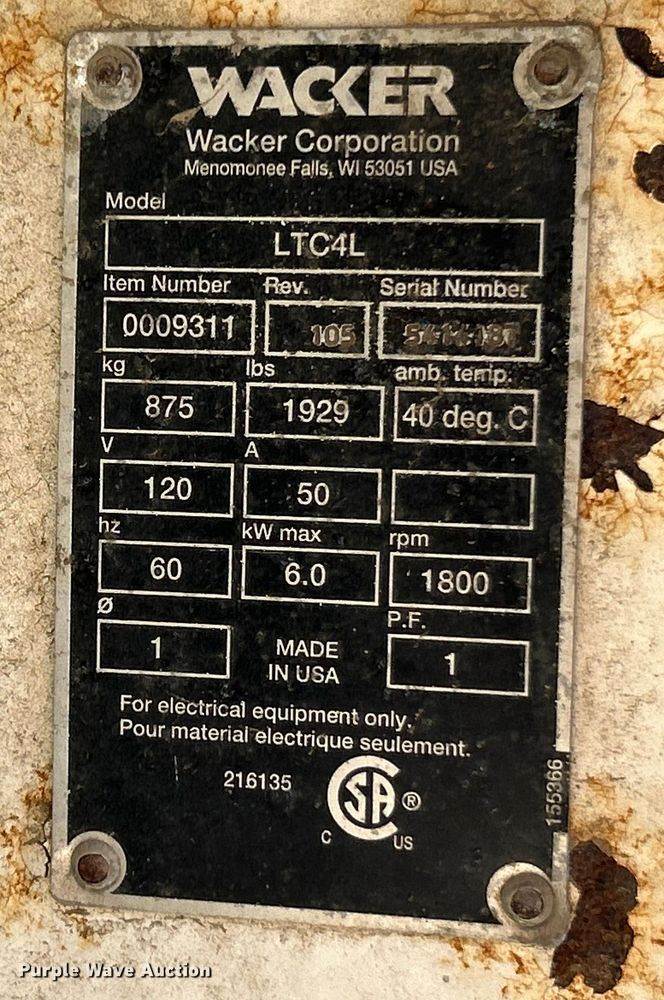 WACKER
Wacker Corporation
Menomonee Falls, WI 53051 USA
Model
LTC4L
Item Number Rev. Serial Number
0009311 105
kg lbs amb. temp.
875 1929 40 deg. C
V A
120 50
hz kW max rpm
60 6.0 1800
Ø P.F.
1 MADE IN USA 1
For electrical equipment only.
Pour material electrique seulement.
216135
CSA ®
C US
155366
Purple Wave Auction